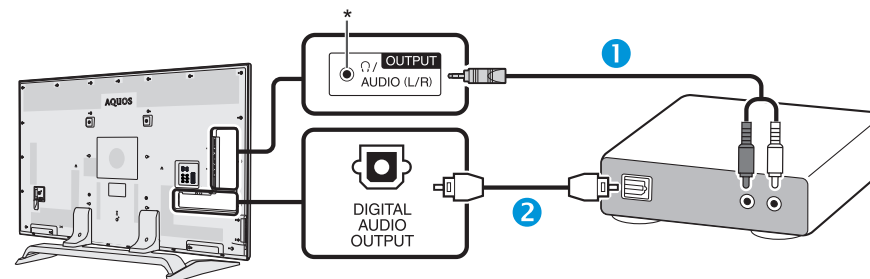 *
OUTPUT
/
AUDIO (L/R)
1
AQUOS
DIGITAL
AUDIO
OUTPUT
2